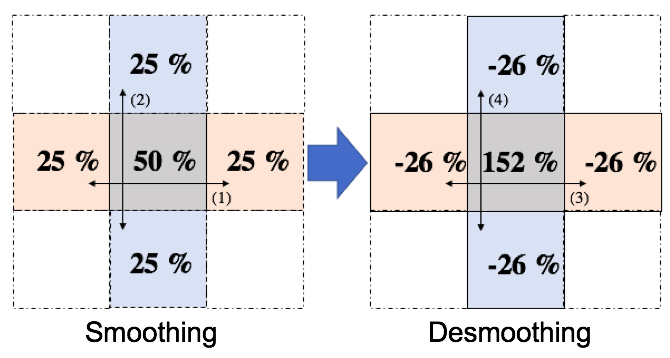 25 % -26 %
(2) (4)
25 % 50 % 25 % -26 % 152 % -26 %
(1) (3)
25 % -26 %
Smoothing Desmoothing